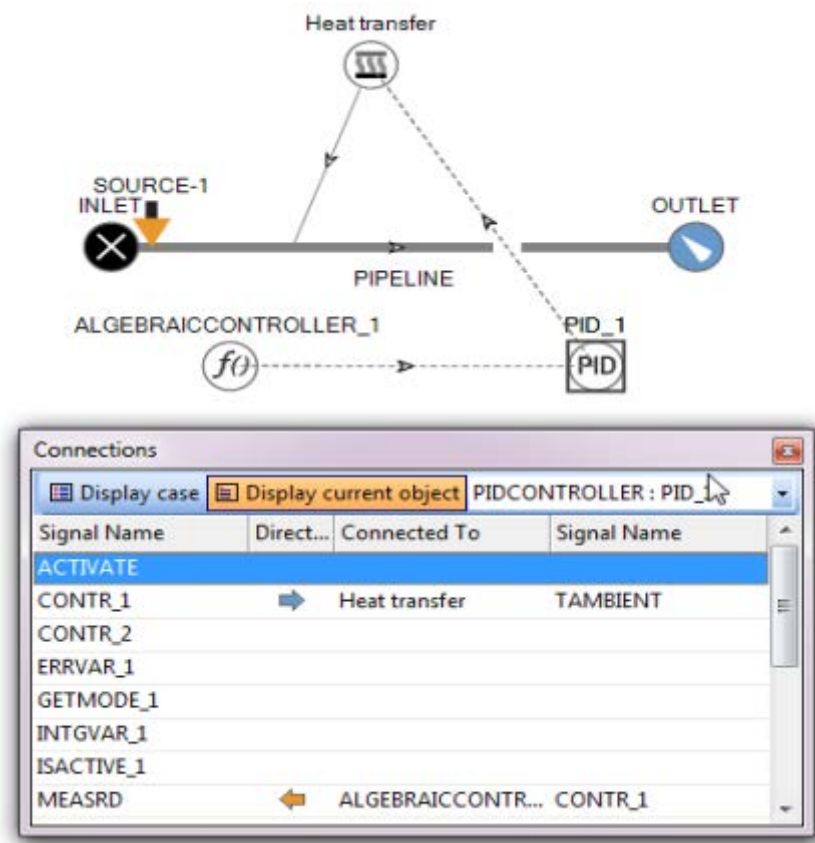 Heat transfer
SOURCE-1
INLET
OUTLET
PIPELINE
ALGEBRAICCONTROLLER_1
PID_1
f()
PID
Connections
Display case Display current object PIDCONTROLLER : PID_1
Signal Name Direct... Connected To Signal Name
ACTIVATE
CONTR_1 Heat transfer TAMBIENT
CONTR_2
ERRVAR_1
GETMODE_1
INTGVAR_1
ISACTIVE_1
MEASRD ALGEBRAICCONTR... CONTR_1